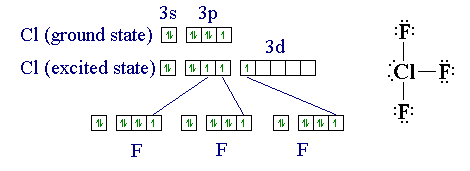 3s 3p
Cl (ground state)
3d
Cl (excited state)
F F F
F
Cl F
F